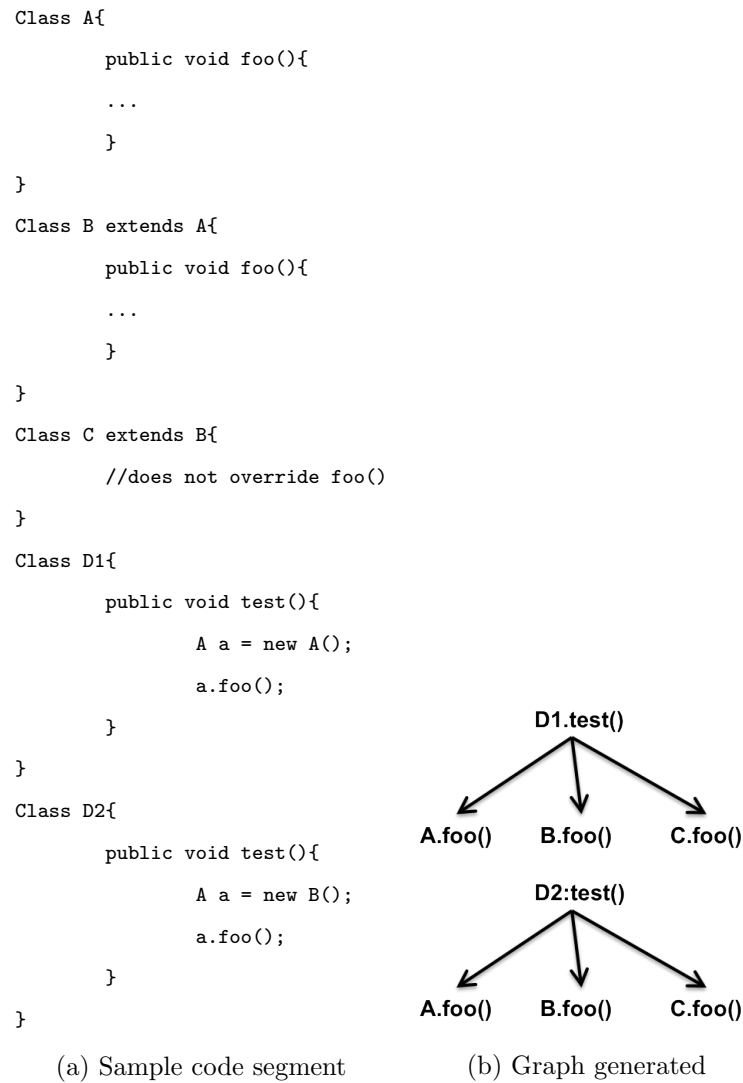 Class A{
public void foo(){
...
}
}
Class B extends A{
public void foo(){
...
}
}
Class C extends B{
//does not override foo()
}
Class D1{
public void test(){
A a = new A();
a.foo();
}
}
Class D2{
public void test(){
A a = new B();
a.foo();
}
}
(a) Sample code segment
D1.test()
A.foo() B.foo() C.foo()
D2:test()
A.foo() B.foo() C.foo()
(b) Graph generated